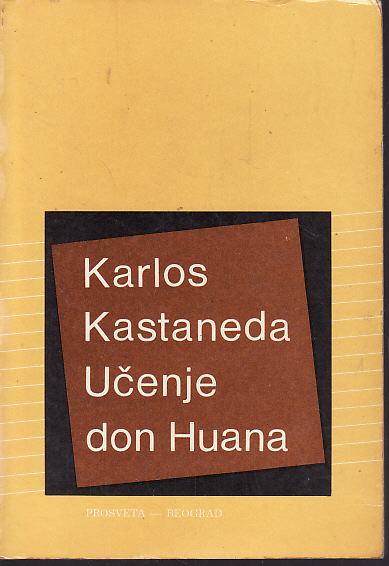 Karlos
Kastaneda
Učenje
don Huana
PROSVETA — BEOGRAD